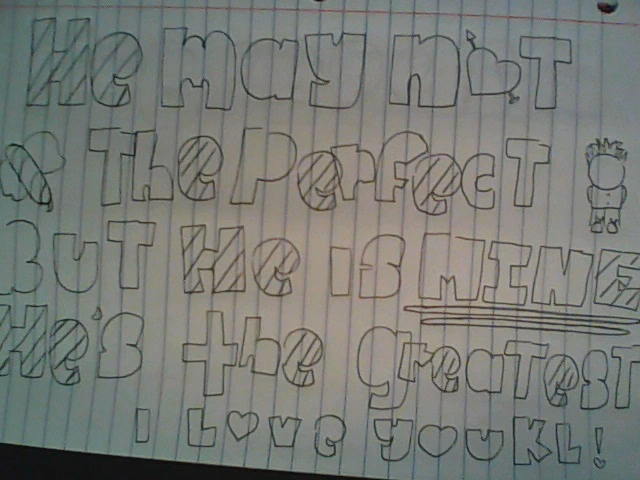 He may noT
The PerfecT
BUT He is MINE
He's the greaTesT
I Love you KL!